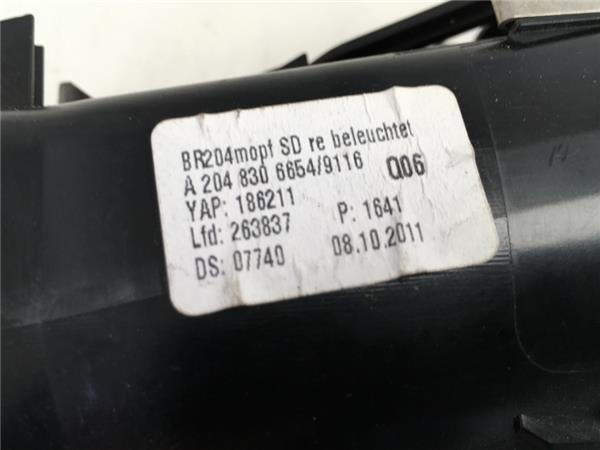 BR204mopf SD re beleuchtet
A 204 830 6654/9116 Q06
YAP: 186211
Lfd: 263837 P: 1641
DS: 07740 08.10.2011